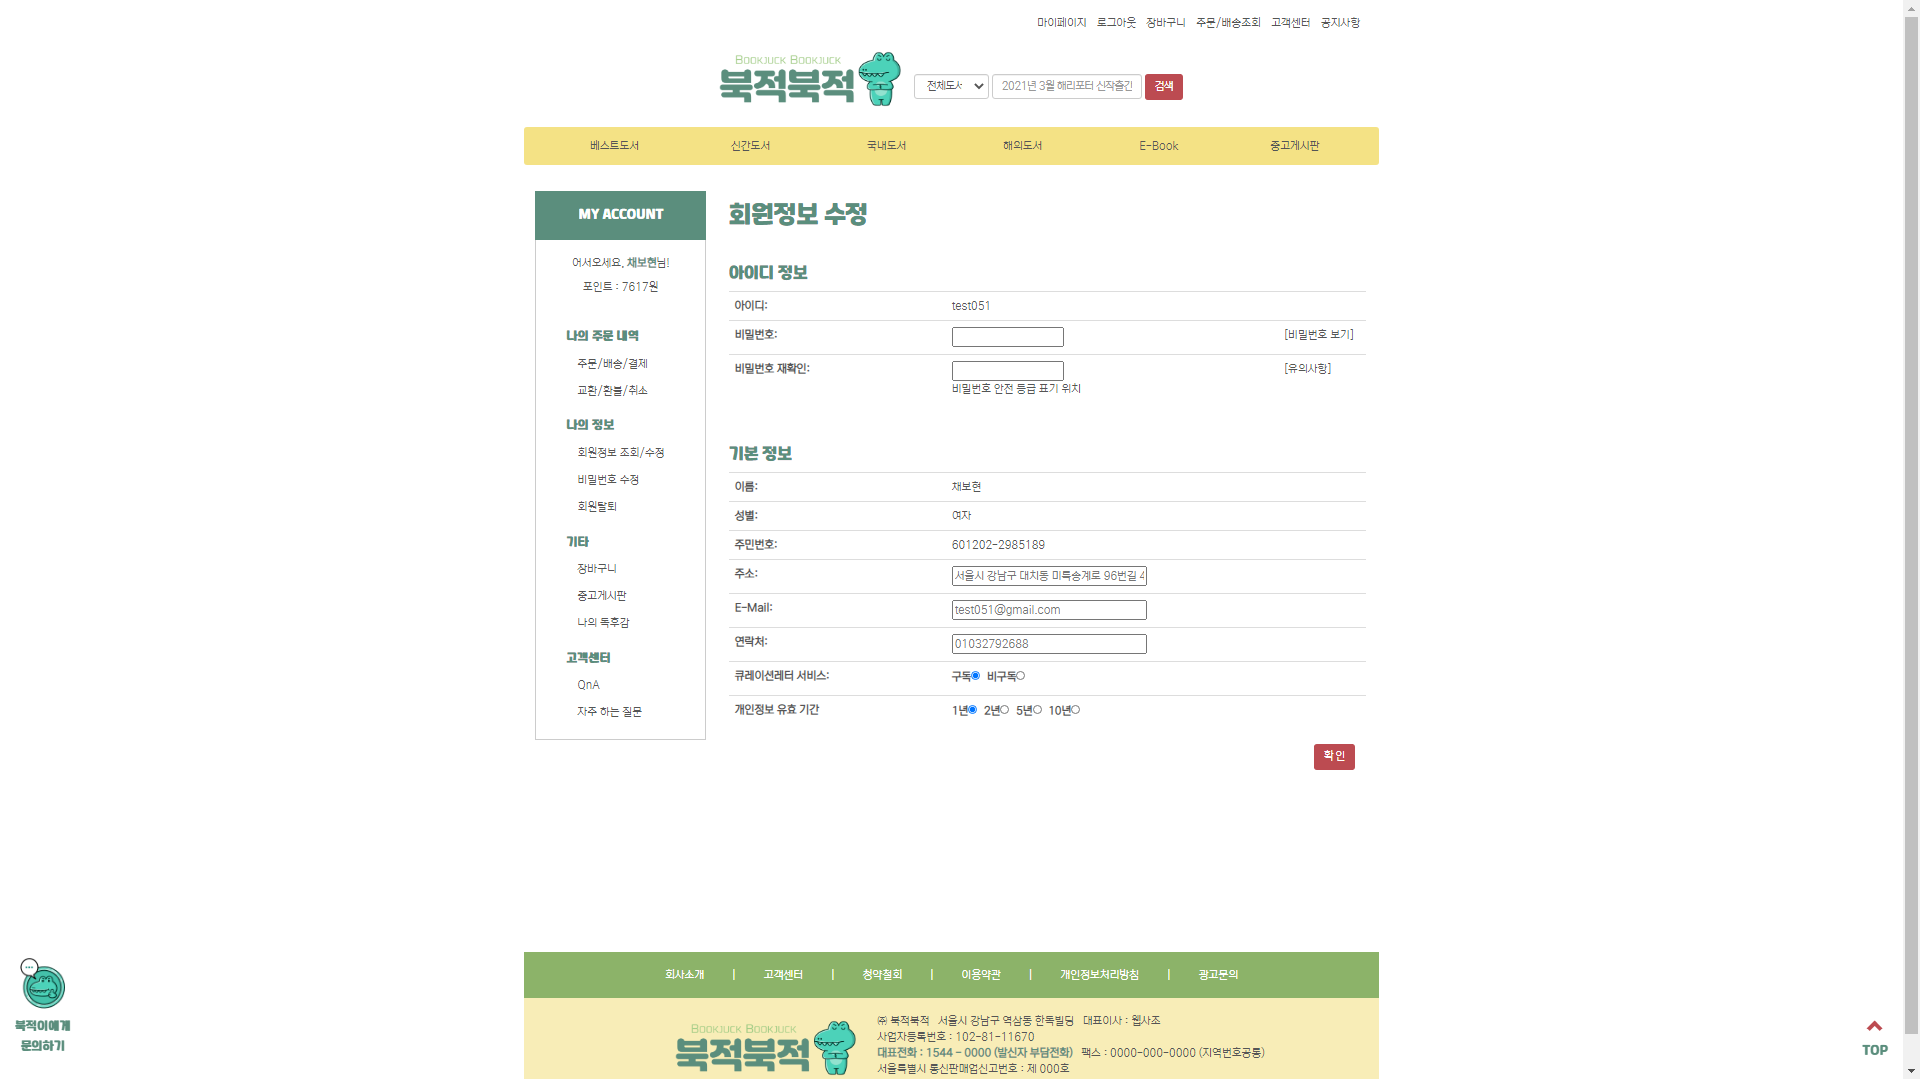 마이페이지 로그아웃 장바구니 주문/배송조회 고객센터 공지사항
BOOKJUCK BOOKJUCK
북적북적
전체도서 2021년 3월 해리포터 신작출간 검색
베스트도서 신간도서 국내도서 해외도서 E-Book 중고게시판
MY ACCOUNT
어서오세요, 채보현님!
포인트 : 7617원
나의 주문 내역
주문/배송/결제
교환/환불/취소
나의 정보
회원정보 조회/수정
비밀번호 수정
회원탈퇴
기타
장바구니
중고게시판
나의 독후감
고객센터
QnA
자주 하는 질문
회원정보 수정
아이디 정보
아이디: test051
비밀번호: [비밀번호 보기]
비밀번호 재확인: [유의사항]
비밀번호 안전 등급 표기 위치
기본 정보
이름: 채보현
성별: 여자
주민번호: 601202-2985189
주소: 서울시 강남구 대치동 미륵송계로 96번길 4
E-Mail: test051@gmail.com
연락처: 01032792688
큐레이션레터 서비스: 구독 비구독
개인정보 유효 기간 1년 2년 5년 10년
확인
북적이에게
문의하기
회사소개 | 고객센터 | 청약철회 | 이용약관 | 개인정보처리방침 | 광고문의
BOOKJUCK BOOKJUCK
북적북적
㈜ 북적북적 서울시 강남구 역삼동 한독빌딩 대표이사 : 웹사조
사업자등록번호 : 102-81-11670
대표전화 : 1544 - 0000 (발신자 부담전화) 팩스 : 0000-000-0000 (지역번호공통)
서울특별시 통신판매업신고번호 : 제 000호
TOP